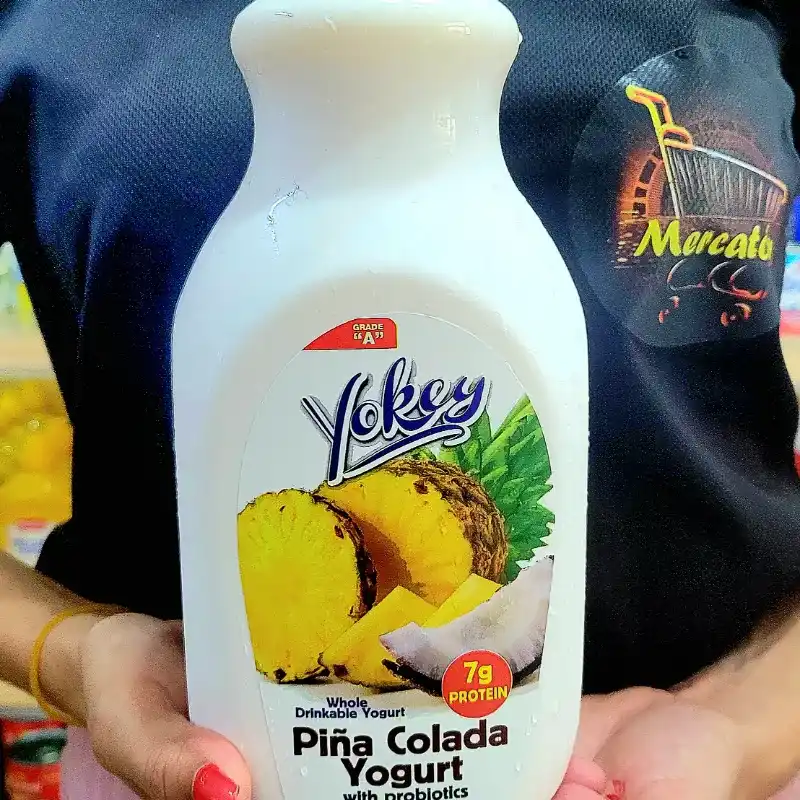 GRADE
“A”
Yokey
Mercato
7g
PROTEIN
Whole
Drinkable Yogurt
Piña Colada
Yogurt
with probiotics